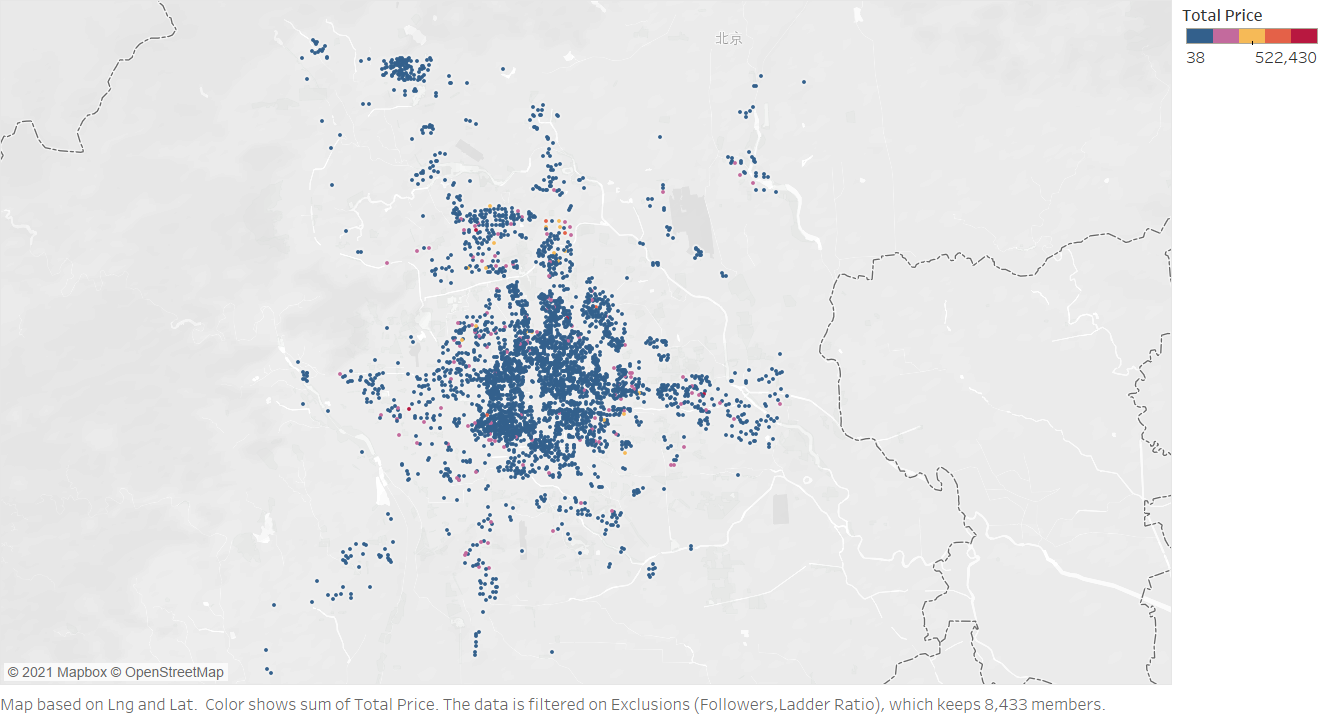 Total Price
38 522,430
北京
© 2021 Mapbox © OpenStreetMap
Map based on Lng and Lat. Color shows sum of Total Price. The data is filtered on Exclusions (Followers,Ladder Ratio), which keeps 8,433 members.